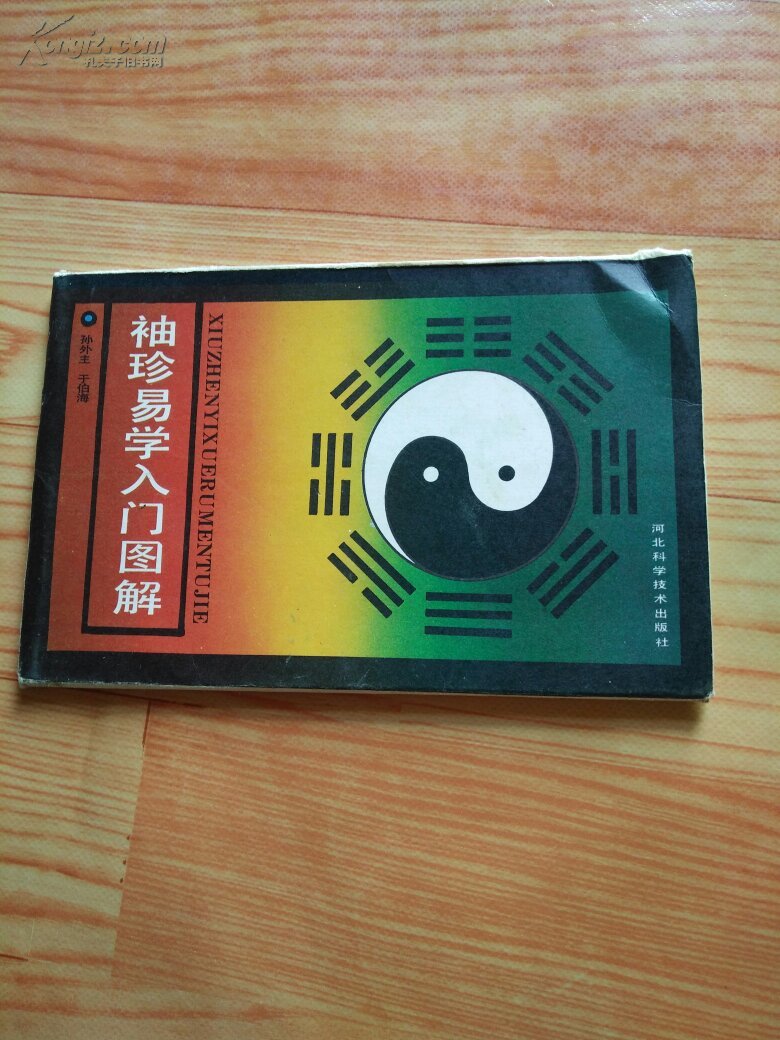 Kongfz.com
孔夫子旧书网
孙外主 于伯海
袖珍易学入门图解
XIUZHENYIXUERUMENTUJIE
河北科学技术出版社